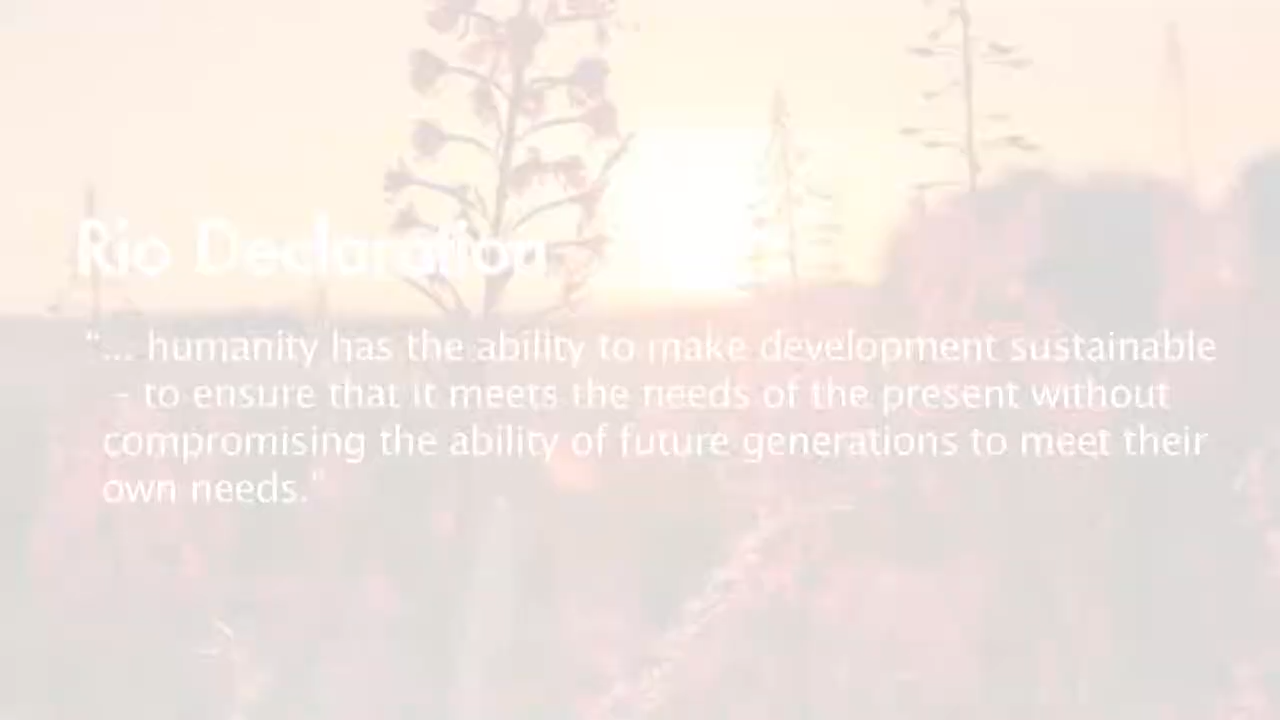 Rio Declaration
"... humanity has the ability to make development sustainable
– to ensure that it meets the needs of the present without
compromising the ability of future generations to meet their
own needs."